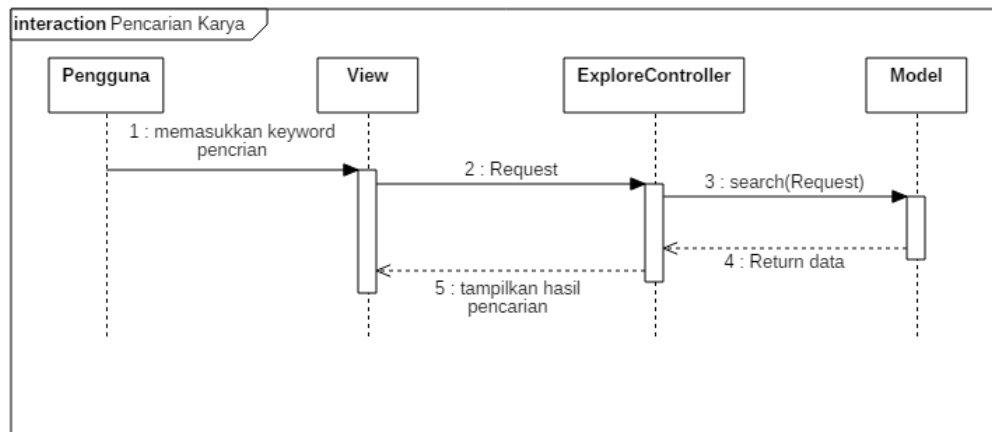 interaction Pencarian Karya
Pengguna
View
ExploreController
Model
1 : memasukkan keyword
pencrian
2 : Request
3 : search(Request)
4 : Return data
5 : tampilkan hasil
pencarian